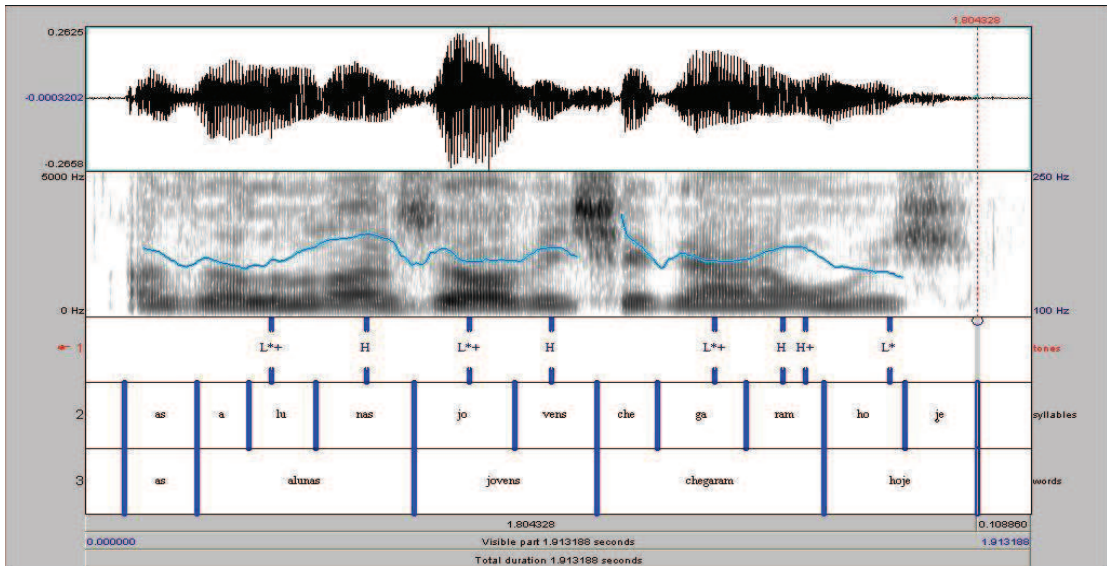 1.804328
0.2625
-0.0003202
-0.2658
5000 Hz 250 Hz
0 Hz 100 Hz
1 L*+ H L*+ H L*+ H H+ L* tones
2 as a lu nas jo vens che ga ram ho je syllables
3 as alunas jovens chegaram hoje words
1.804328 0.108860
0.000000 Visible part 1.913188 seconds 1.913188
Total duration 1.913188 seconds